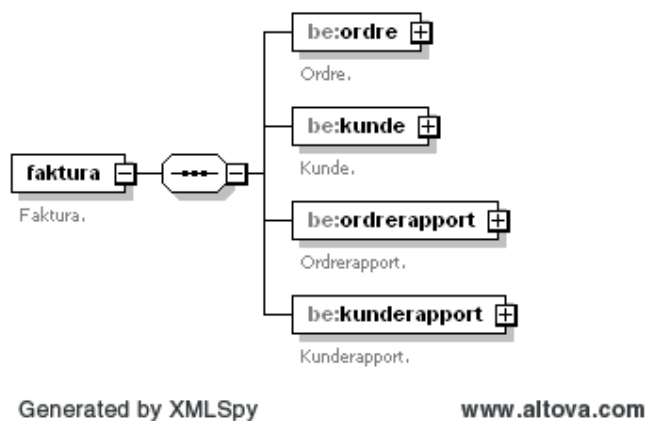 be:ordre
Ordre.
be:kunde
Kunde.
faktura
Faktura.
be:ordrerapport
Ordrerapport.
be:kunderapport
Kunderapport.
Generated by XMLSpy
www.altova.com